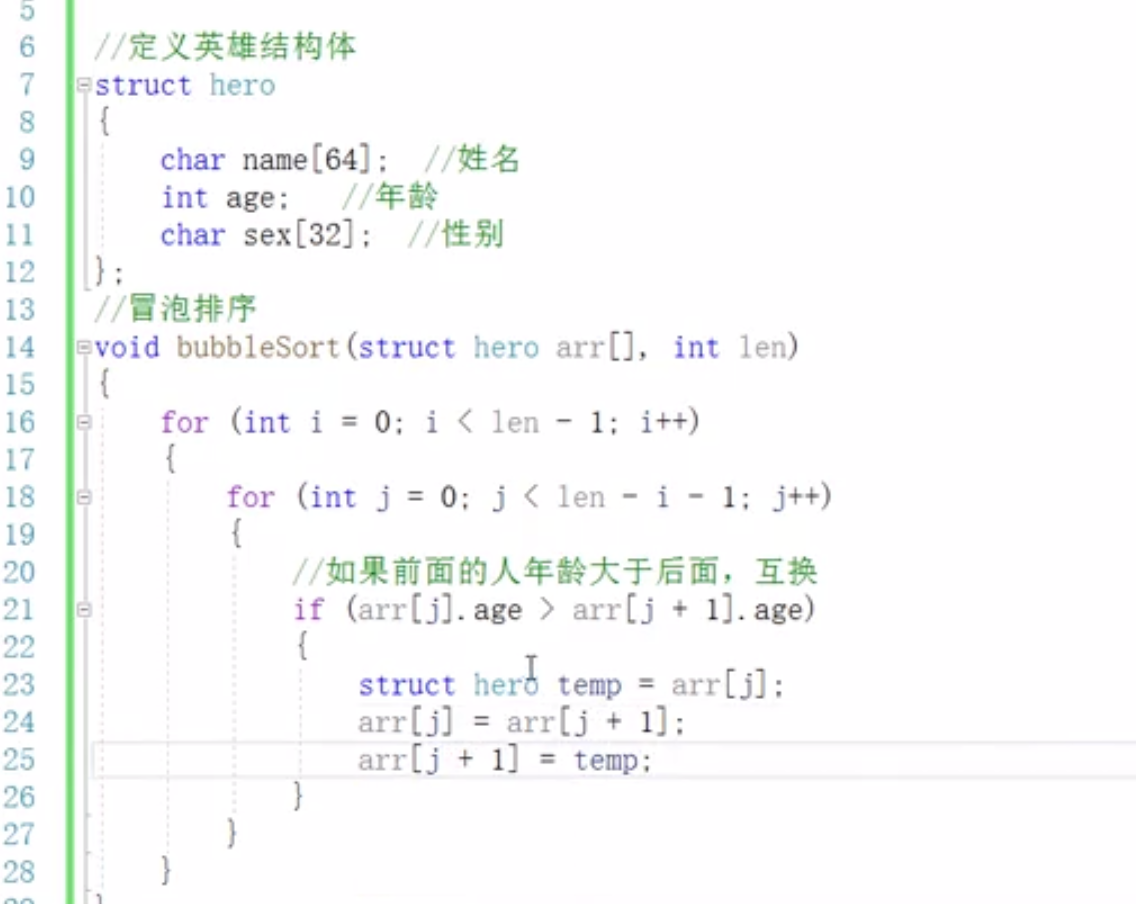 5
6 //定义英雄结构体
7 struct hero
8 {
9 char name[64]; //姓名
10 int age; //年龄
11 char sex[32]; //性别
12 };
13 //冒泡排序
14 void bubbleSort(struct hero arr[], int len)
15 {
16 for (int i = 0; i < len - 1; i++)
17 {
18 for (int j = 0; j < len - i - 1; j++)
19 {
20 //如果前面的人年龄大于后面，互换
21 if (arr[j].age > arr[j + 1].age)
22 {
23 struct hero temp = arr[j];
24 arr[j] = arr[j + 1];
25 arr[j + 1] = temp;
26 }
27 }
28 }